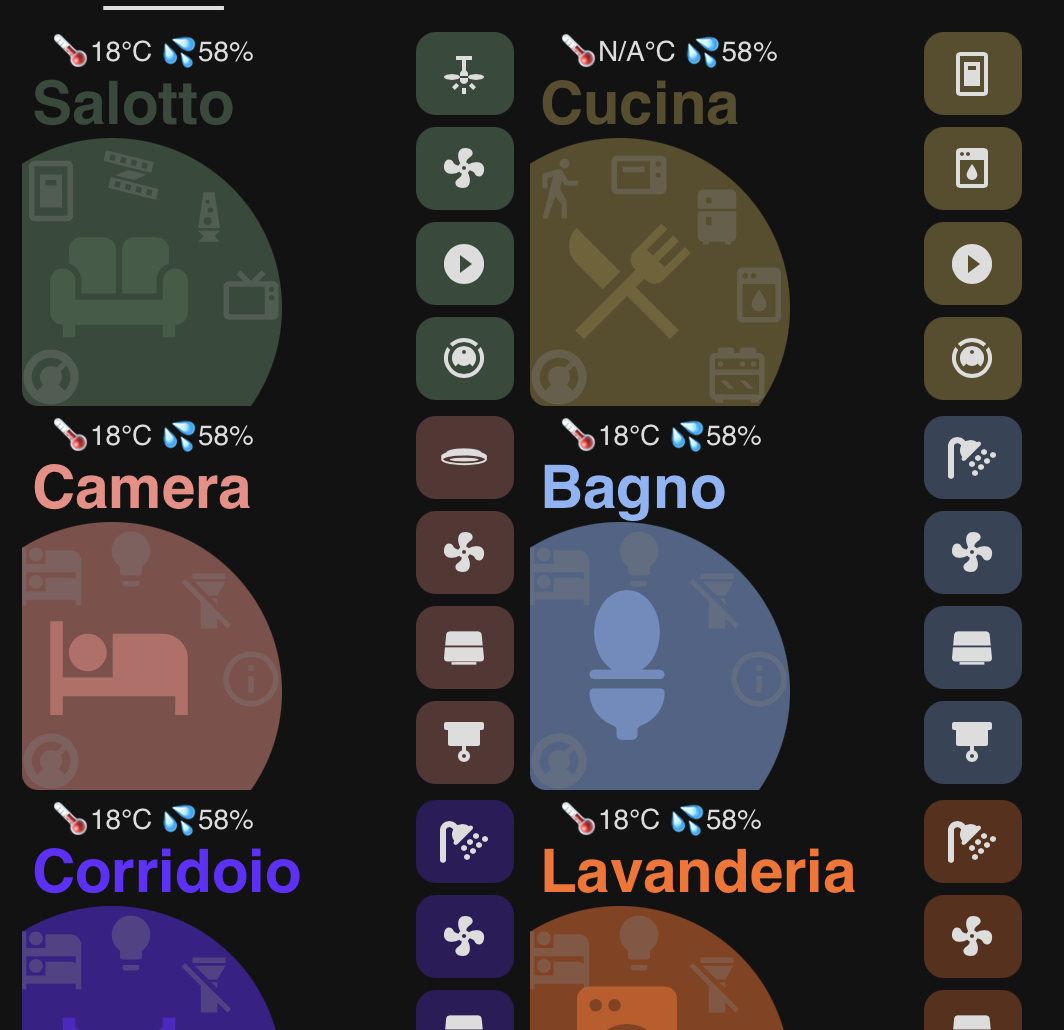 🌡️18°C 💦58%
Salotto
🌡️N/A°C 💦58%
Cucina
🌡️18°C 💦58%
Camera
🌡️18°C 💦58%
Bagno
🌡️18°C 💦58%
Corridoio
🌡️18°C 💦58%
Lavanderia